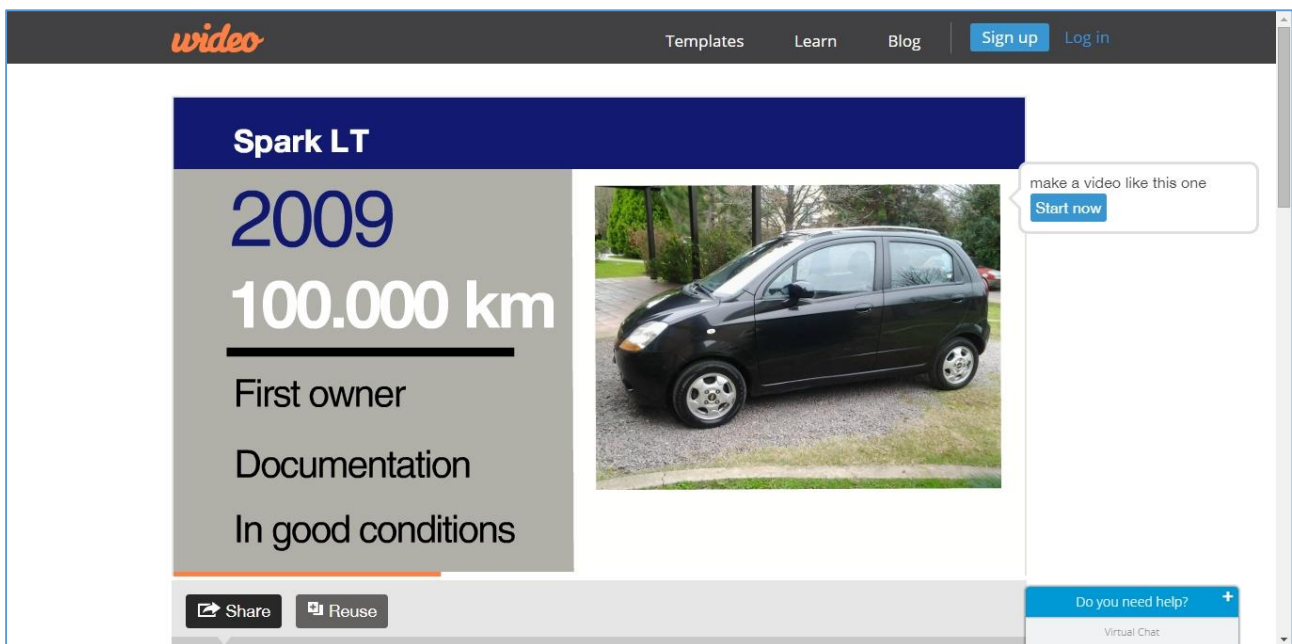 wideo
Templates Learn Blog Sign up Log in
Spark LT
2009
100.000 km
First owner
Documentation
In good conditions
make a video like this one
Start now
Share Reuse
Do you need help? +
Virtual Chat